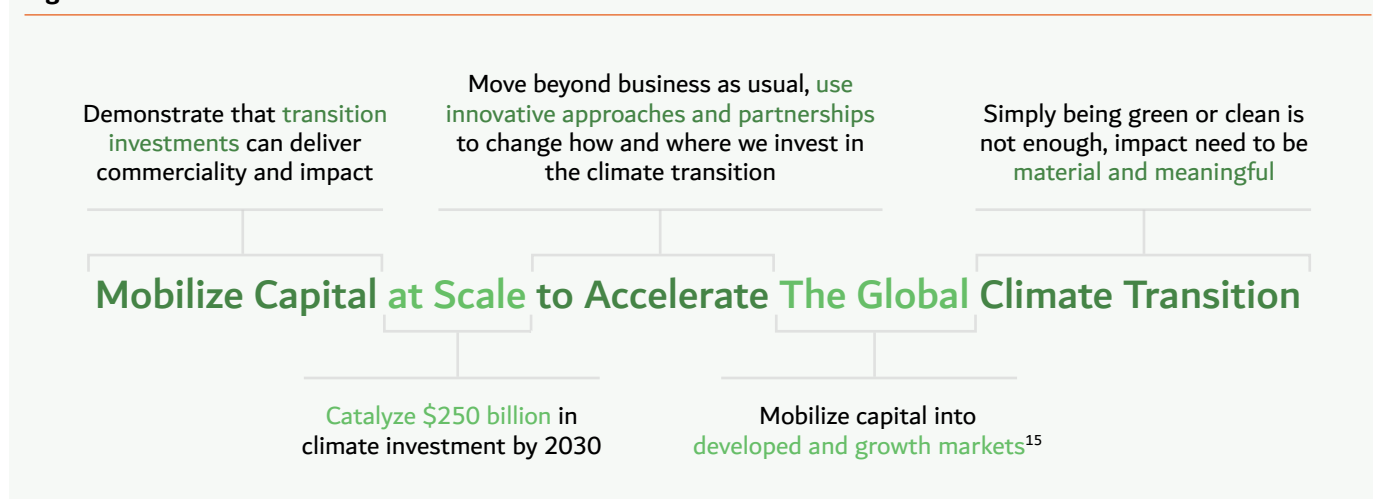 Demonstrate that transition
investments can deliver
commerciality and impact
Move beyond business as usual, use
innovative approaches and partnerships
to change how and where we invest in
the climate transition
Simply being green or clean is
not enough, impact need to be
material and meaningful
Mobilize Capital at Scale to Accelerate The Global Climate Transition
Catalyze $250 billion in
climate investment by 2030
Mobilize capital into
developed and growth markets15